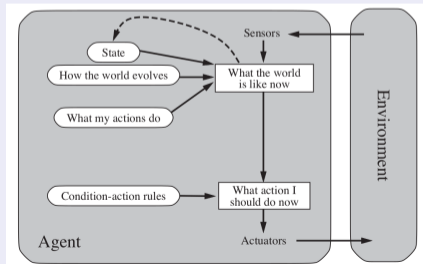 Sensors
State
How the world evolves
What the world
is like now
What my actions do
Environment
Condition-action rules
What action I
should do now
Agent
Actuators